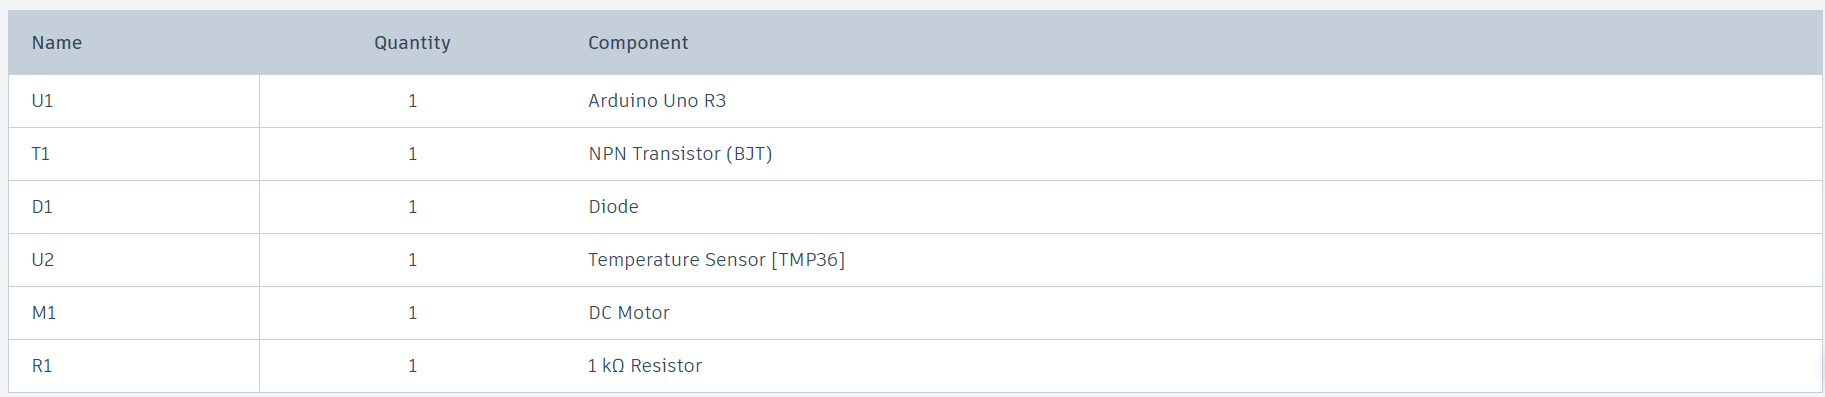 Name Quantity Component
U1 1 Arduino Uno R3
T1 1 NPN Transistor (BJT)
D1 1 Diode
U2 1 Temperature Sensor [TMP36]
M1 1 DC Motor
R1 1 1 kΩ Resistor